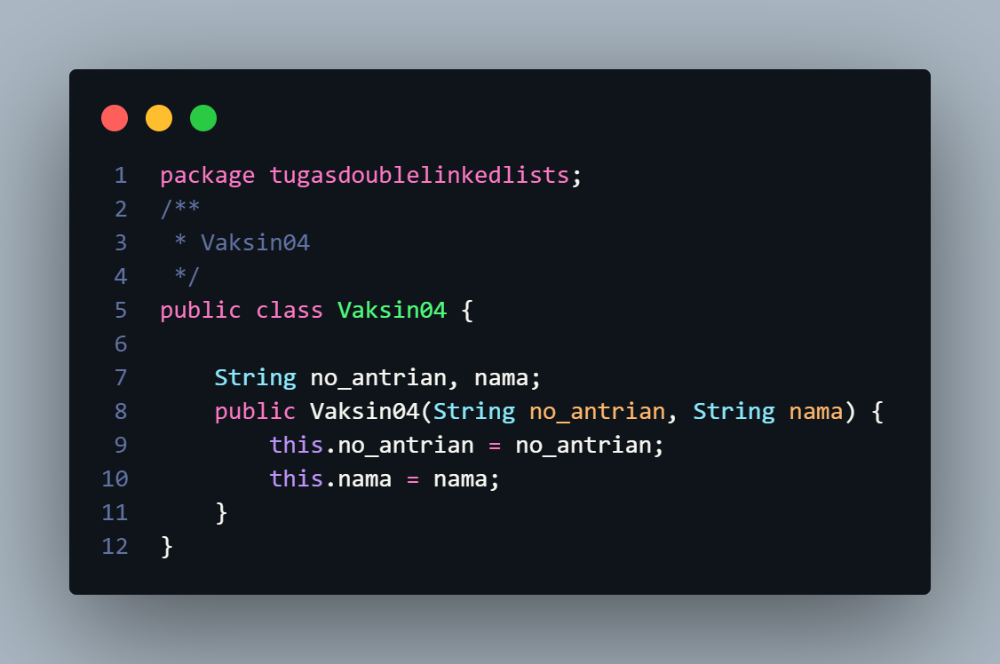 1 package tugasdoublelinkedlists;
2 /**
3  * Vaksin04
4  */
5 public class Vaksin04 {
6
7     String no_antrian, nama;
8     public Vaksin04(String no_antrian, String nama) {
9         this.no_antrian = no_antrian;
10         this.nama = nama;
11     }
12 }